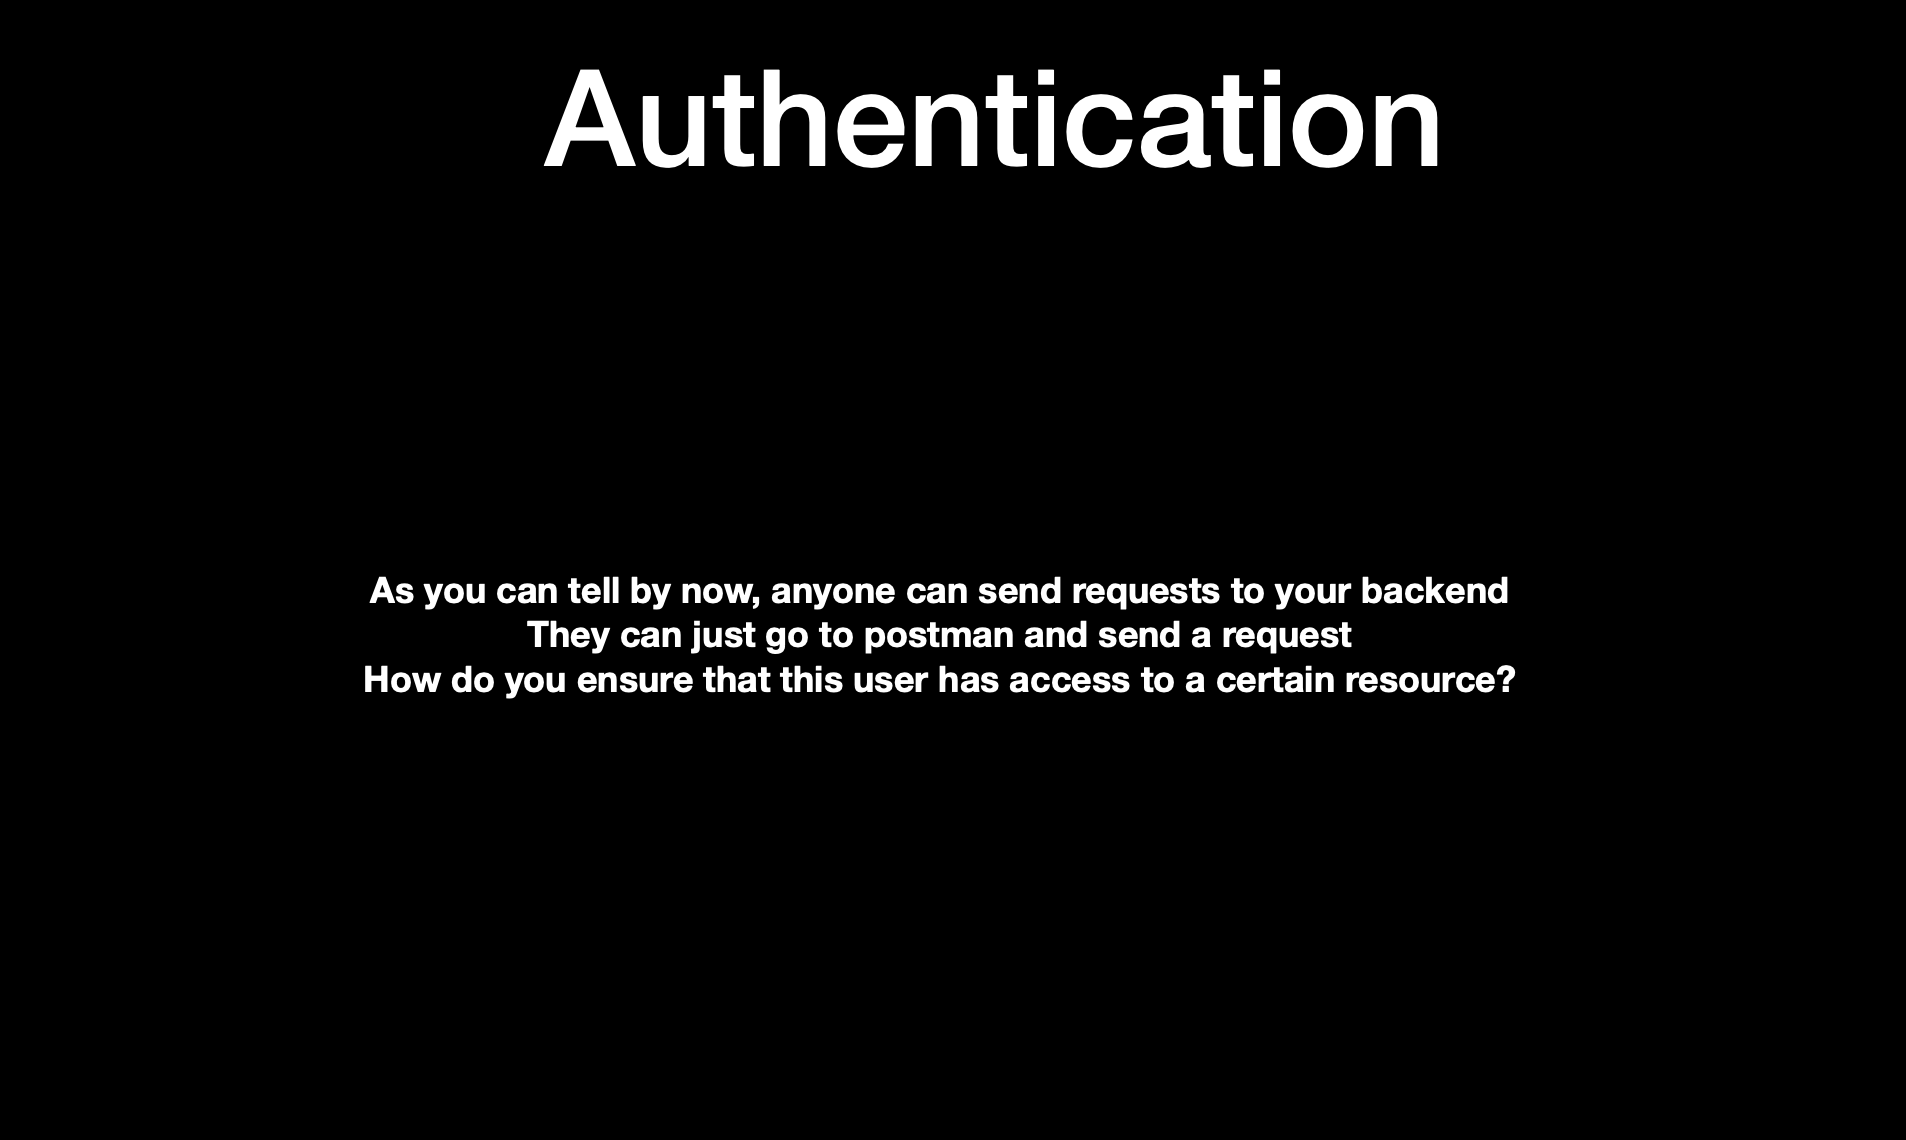 Authentication
As you can tell by now, anyone can send requests to your backend
They can just go to postman and send a request
How do you ensure that this user has access to a certain resource?